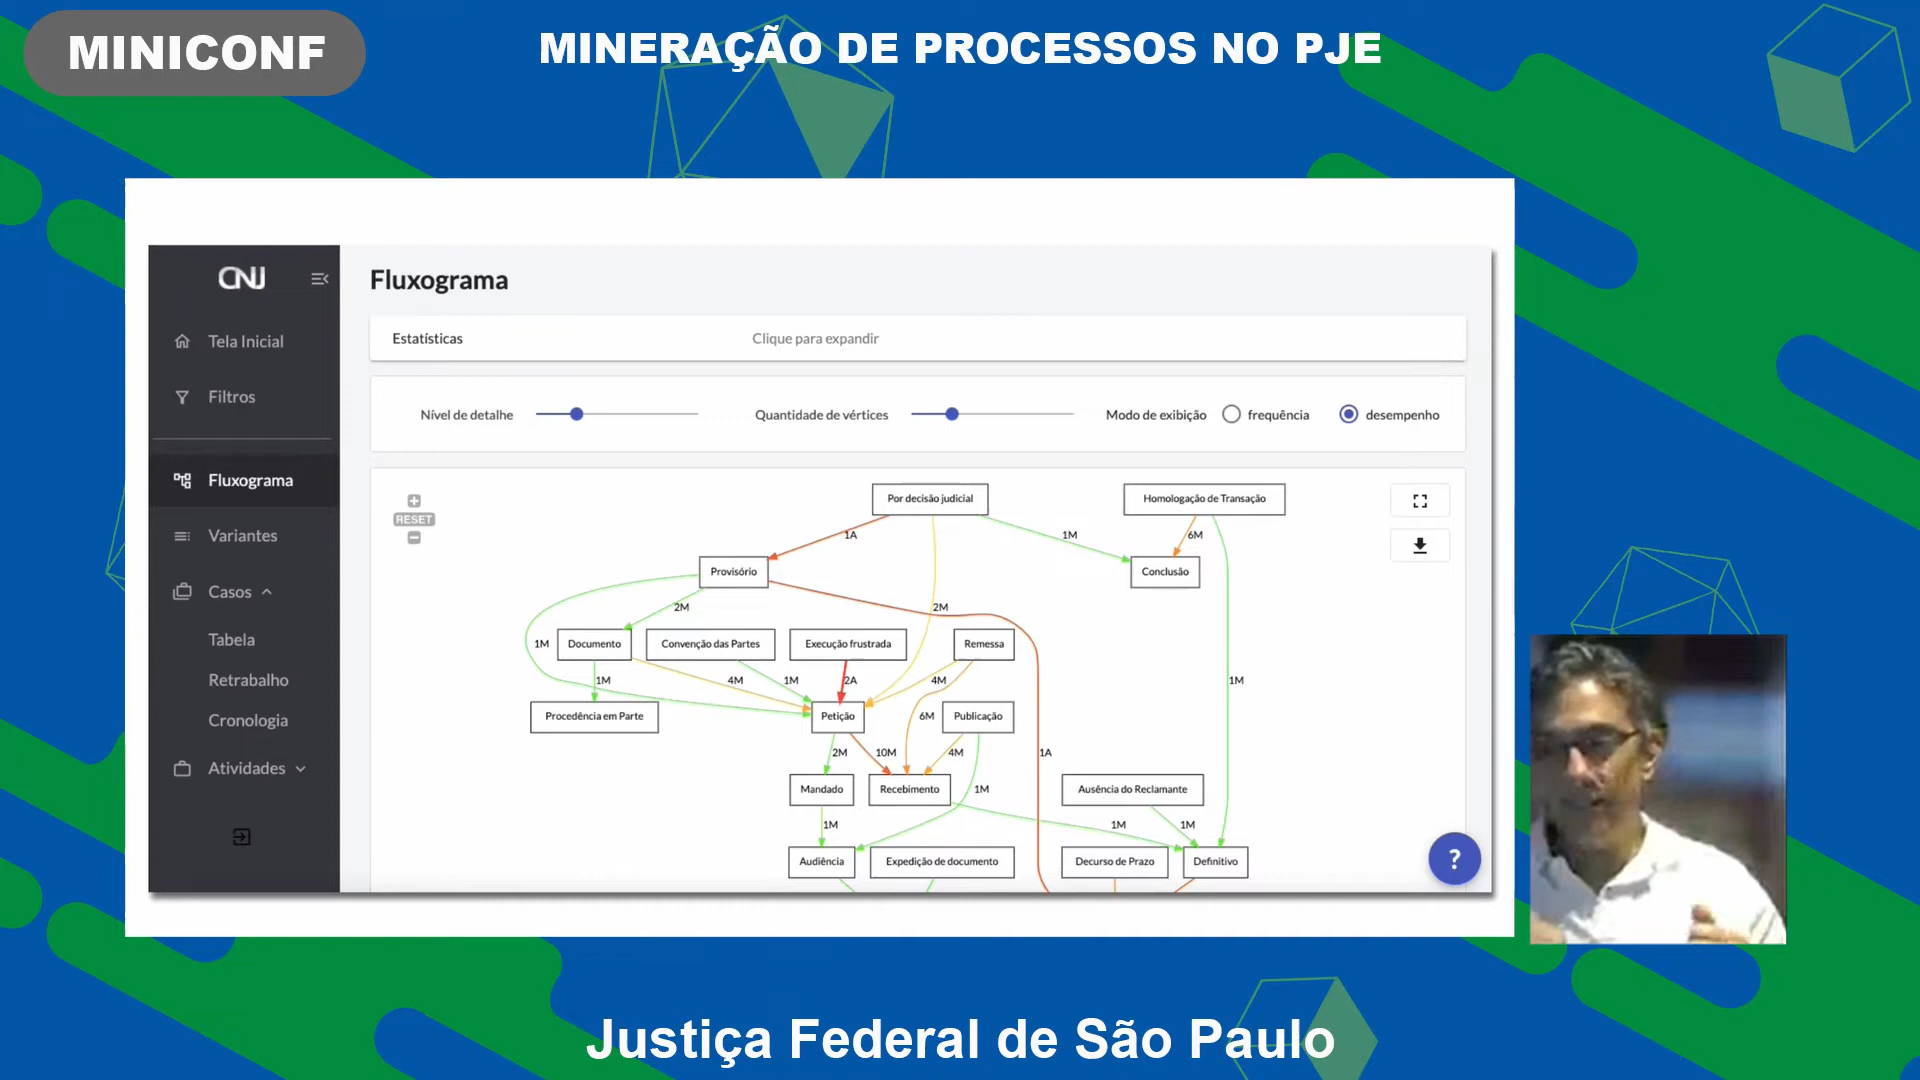 MINICONF
MINERAÇÃO DE PROCESSOS NO PJE
CNJ
Tela Inicial
Filtros
Fluxograma
Variantes
Casos
Tabela
Retrabalho
Cronologia
Atividades
Fluxograma
Estatísticas Clique para expandir
Nível de detalhe Quantidade de vértices Modo de exibição frequência desempenho
RESET
Por decisão judicial Homologação de Transação
1A 1M 6M
Provisório Conclusão
2M 2M
1M Documento Convenção das Partes Execução frustrada Remessa
1M 4M 1M 2A 4M 1M
Procedência em Parte Petição 6M Publicação
2M 10M 4M 1A
Mandado Recebimento 1M Ausência do Reclamante
1M 1M 1M
Audiência Expedição de documento Decurso de Prazo Definitivo
?
Justiça Federal de São Paulo